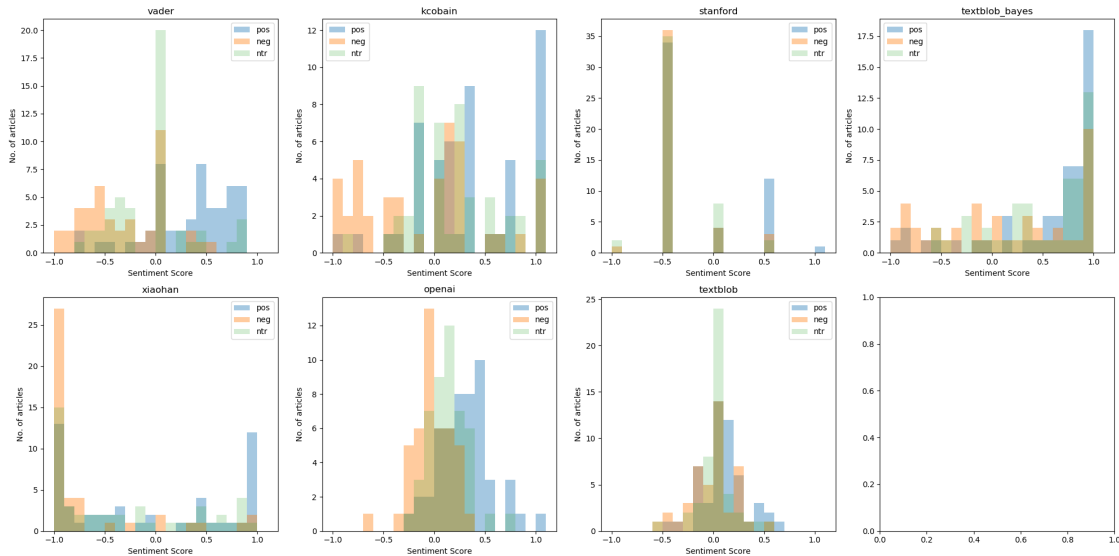 vader
20.0
17.5
15.0
12.5
10.0
7.5
5.0
2.5
0.0
No. of articles
−1.0 −0.5 0.0 0.5 1.0
Sentiment Score
pos
neg
ntr
kcobain
12
10
8
6
4
2
0
No. of articles
−1.0 −0.5 0.0 0.5 1.0
Sentiment Score
pos
neg
ntr
stanford
35
30
25
20
15
10
5
0
No. of articles
−1.0 −0.5 0.0 0.5 1.0
Sentiment Score
pos
neg
ntr
textblob_bayes
17.5
15.0
12.5
10.0
7.5
5.0
2.5
0.0
No. of articles
−1.0 −0.5 0.0 0.5 1.0
Sentiment Score
pos
neg
ntr
xiaohan
25
20
15
10
5
0
No. of articles
−1.0 −0.5 0.0 0.5 1.0
Sentiment Score
pos
neg
ntr
openai
12
10
8
6
4
2
0
No. of articles
−1.0 −0.5 0.0 0.5 1.0
Sentiment Score
pos
neg
ntr
textblob
25
20
15
10
5
0
No. of articles
−1.0 −0.5 0.0 0.5 1.0
Sentiment Score
pos
neg
ntr
1.0
0.8
0.6
0.4
0.2
0.0
0.0 0.2 0.4 0.6 0.8 1.0